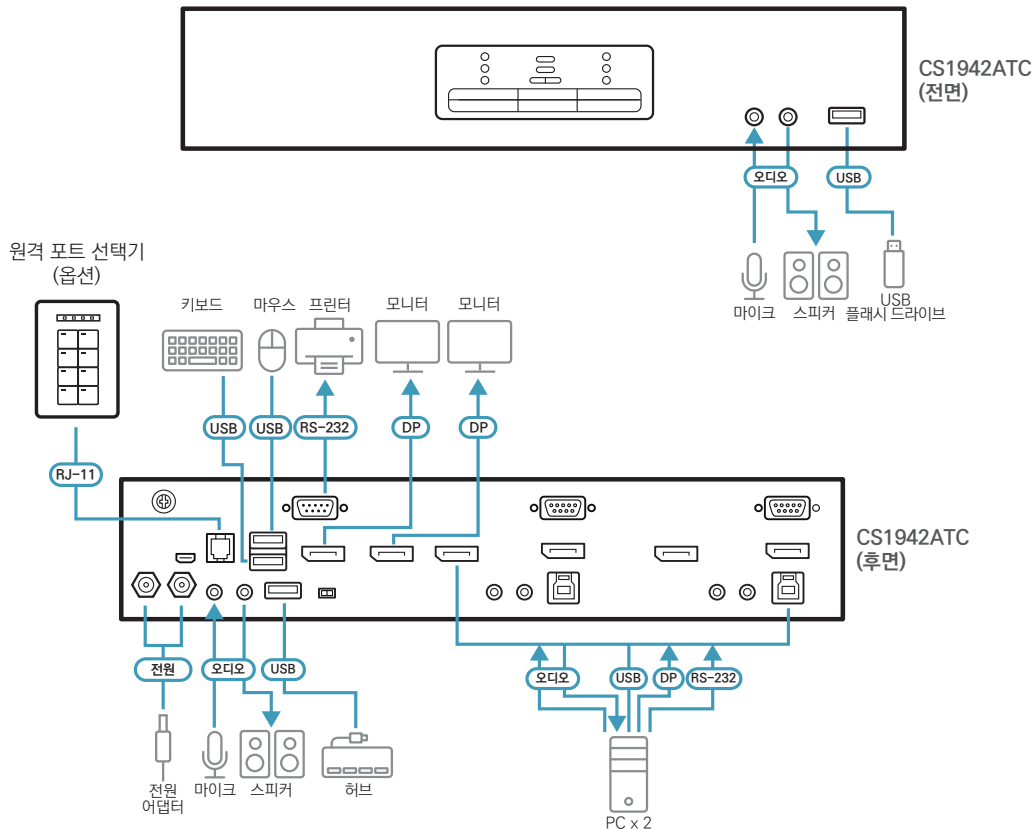 CS1942ATC
(전면)
오디오
USB
마이크
스피커
USB
플래시 드라이브
원격 포트 선택기
(옵션)
키보드
마우스
프린터
모니터
모니터
USB
USB
RS-232
DP
DP
RJ-11
CS1942ATC
(후면)
전원
오디오
USB
오디오
USB
DP
RS-232
전원
어댑터
마이크
스피커
허브
PC x 2